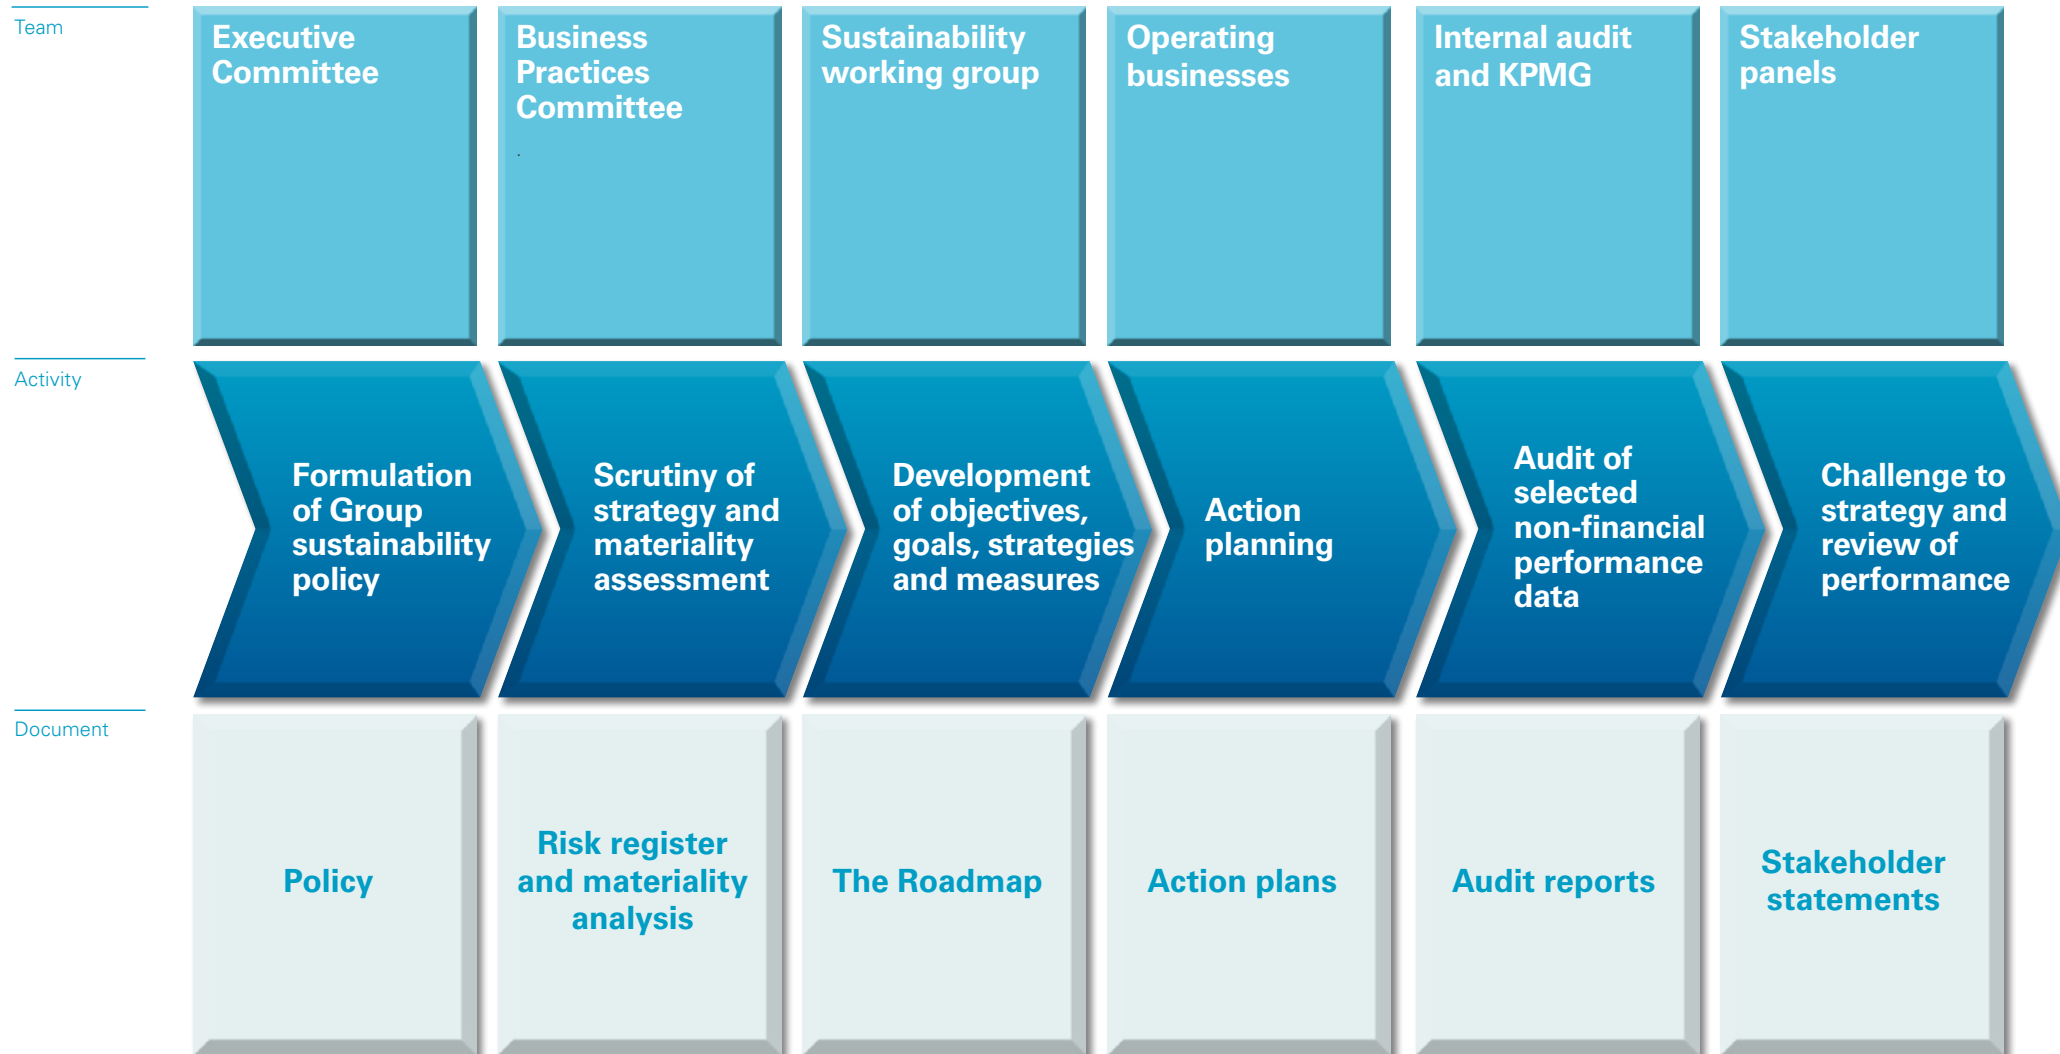 Team
Executive
Committee
Business
Practices
Committee
.
Sustainability
working group
Operating
businesses
Internal audit
and KPMG
Stakeholder
panels
Activity
Formulation
of Group
sustainability
policy
Scrutiny of
strategy and
materiality
assessment
Development
of objectives,
goals, strategies
and measures
Action
planning
Audit of
selected
non-financial
performance
data
Challenge to
strategy and
review of
performance
Document
Policy
Risk register
and materiality
analysis
The Roadmap
Action plans
Audit reports
Stakeholder
statements